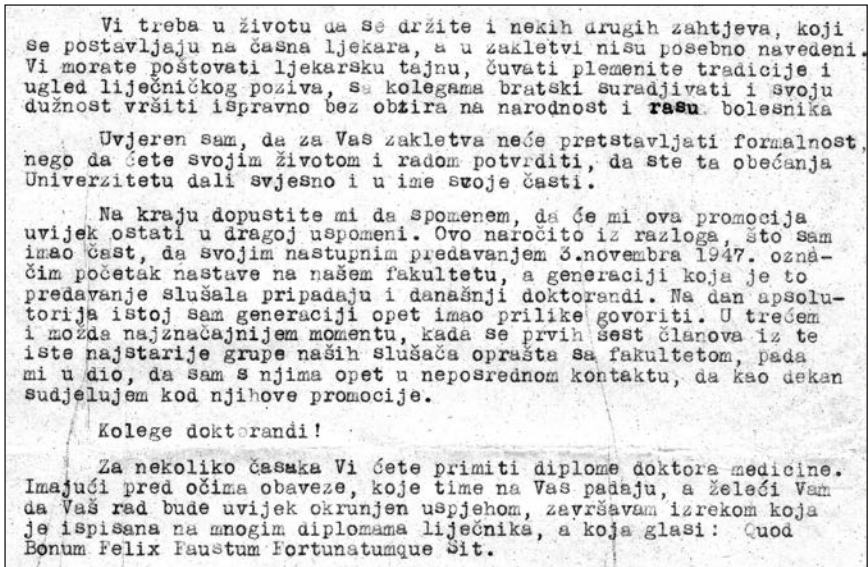 Vi treba u životu da se držite i nekih drugih zahtjeva, koji
se postavljaju na časna ljekara, a u zakletvi nisu posebno navedeni.
Vi morate poštovati ljekarsku tajnu, čuvati plemenite tradicije i
ugled liječničkog poziva, sa kolegama bratski suradjivati i svoju
dužnost vršiti ispravno bez obzira na narodnost i rasu bolesnika
Uvjeren sam, da za Vas zakletva neće pretstavljati formalnost,
nego da ćete svojim životom i radom potvrditi, da ste ta obećanja
Univerzitetu dali svjesno i u ime svoje časti.
Na kraju dopustite mi da spomenem, da će mi ova promocija
uvijek ostati u dragoj uspomeni. Ovo naročito iz razloga, što sam
imao čast, da svojim nastupnim predavanjem 3.novembra 1947. ozna-
čim početak nastave na našem fakultetu, a generaciji koja je to
predavanje slušala pripadaju i današnji doktorandi. Na dan apsolu-
torija istoj sam generaciji opet imao prilike govoriti. U trećem
i možda najznačajnijem momentu, kada se prvih šest članova iz te
iste najstarije grupe naših slušača oprašta sa fakultetom, pada
mi u dio, da sam s njima opet u neposrednom kontaktu, da kao dekan
sudjelujem kod njihove promocije.
Kolege doktorandi!
Za nekoliko časaka Vi ćete primiti diplome doktora medicine.
Imajući pred očima obaveze, koje time na Vas padaju, a želeći Vam
da Vaš rad bude uvijek okrunjen uspjehom, završavam izrekom koja
je ispisana na mnogim diplomama liječnika, a koja glasi: Quod
Bonum Felix Faustum Fortunatumque Sit.